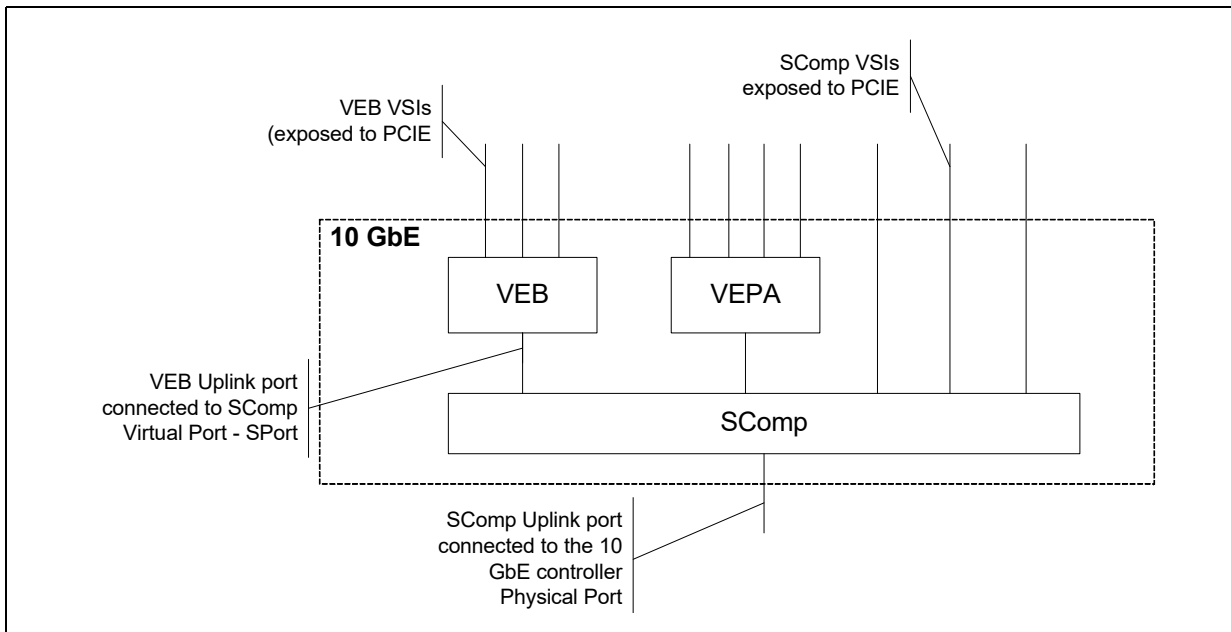 SComp VSIs
exposed to PCIE
VEB VSIs
(exposed to PCIE
10 GbE
VEB
VEPA
VEB Uplink port
connected to SComp
Virtual Port - SPort
SComp
SComp Uplink port
connected to the 10
GbE controller
Physical Port